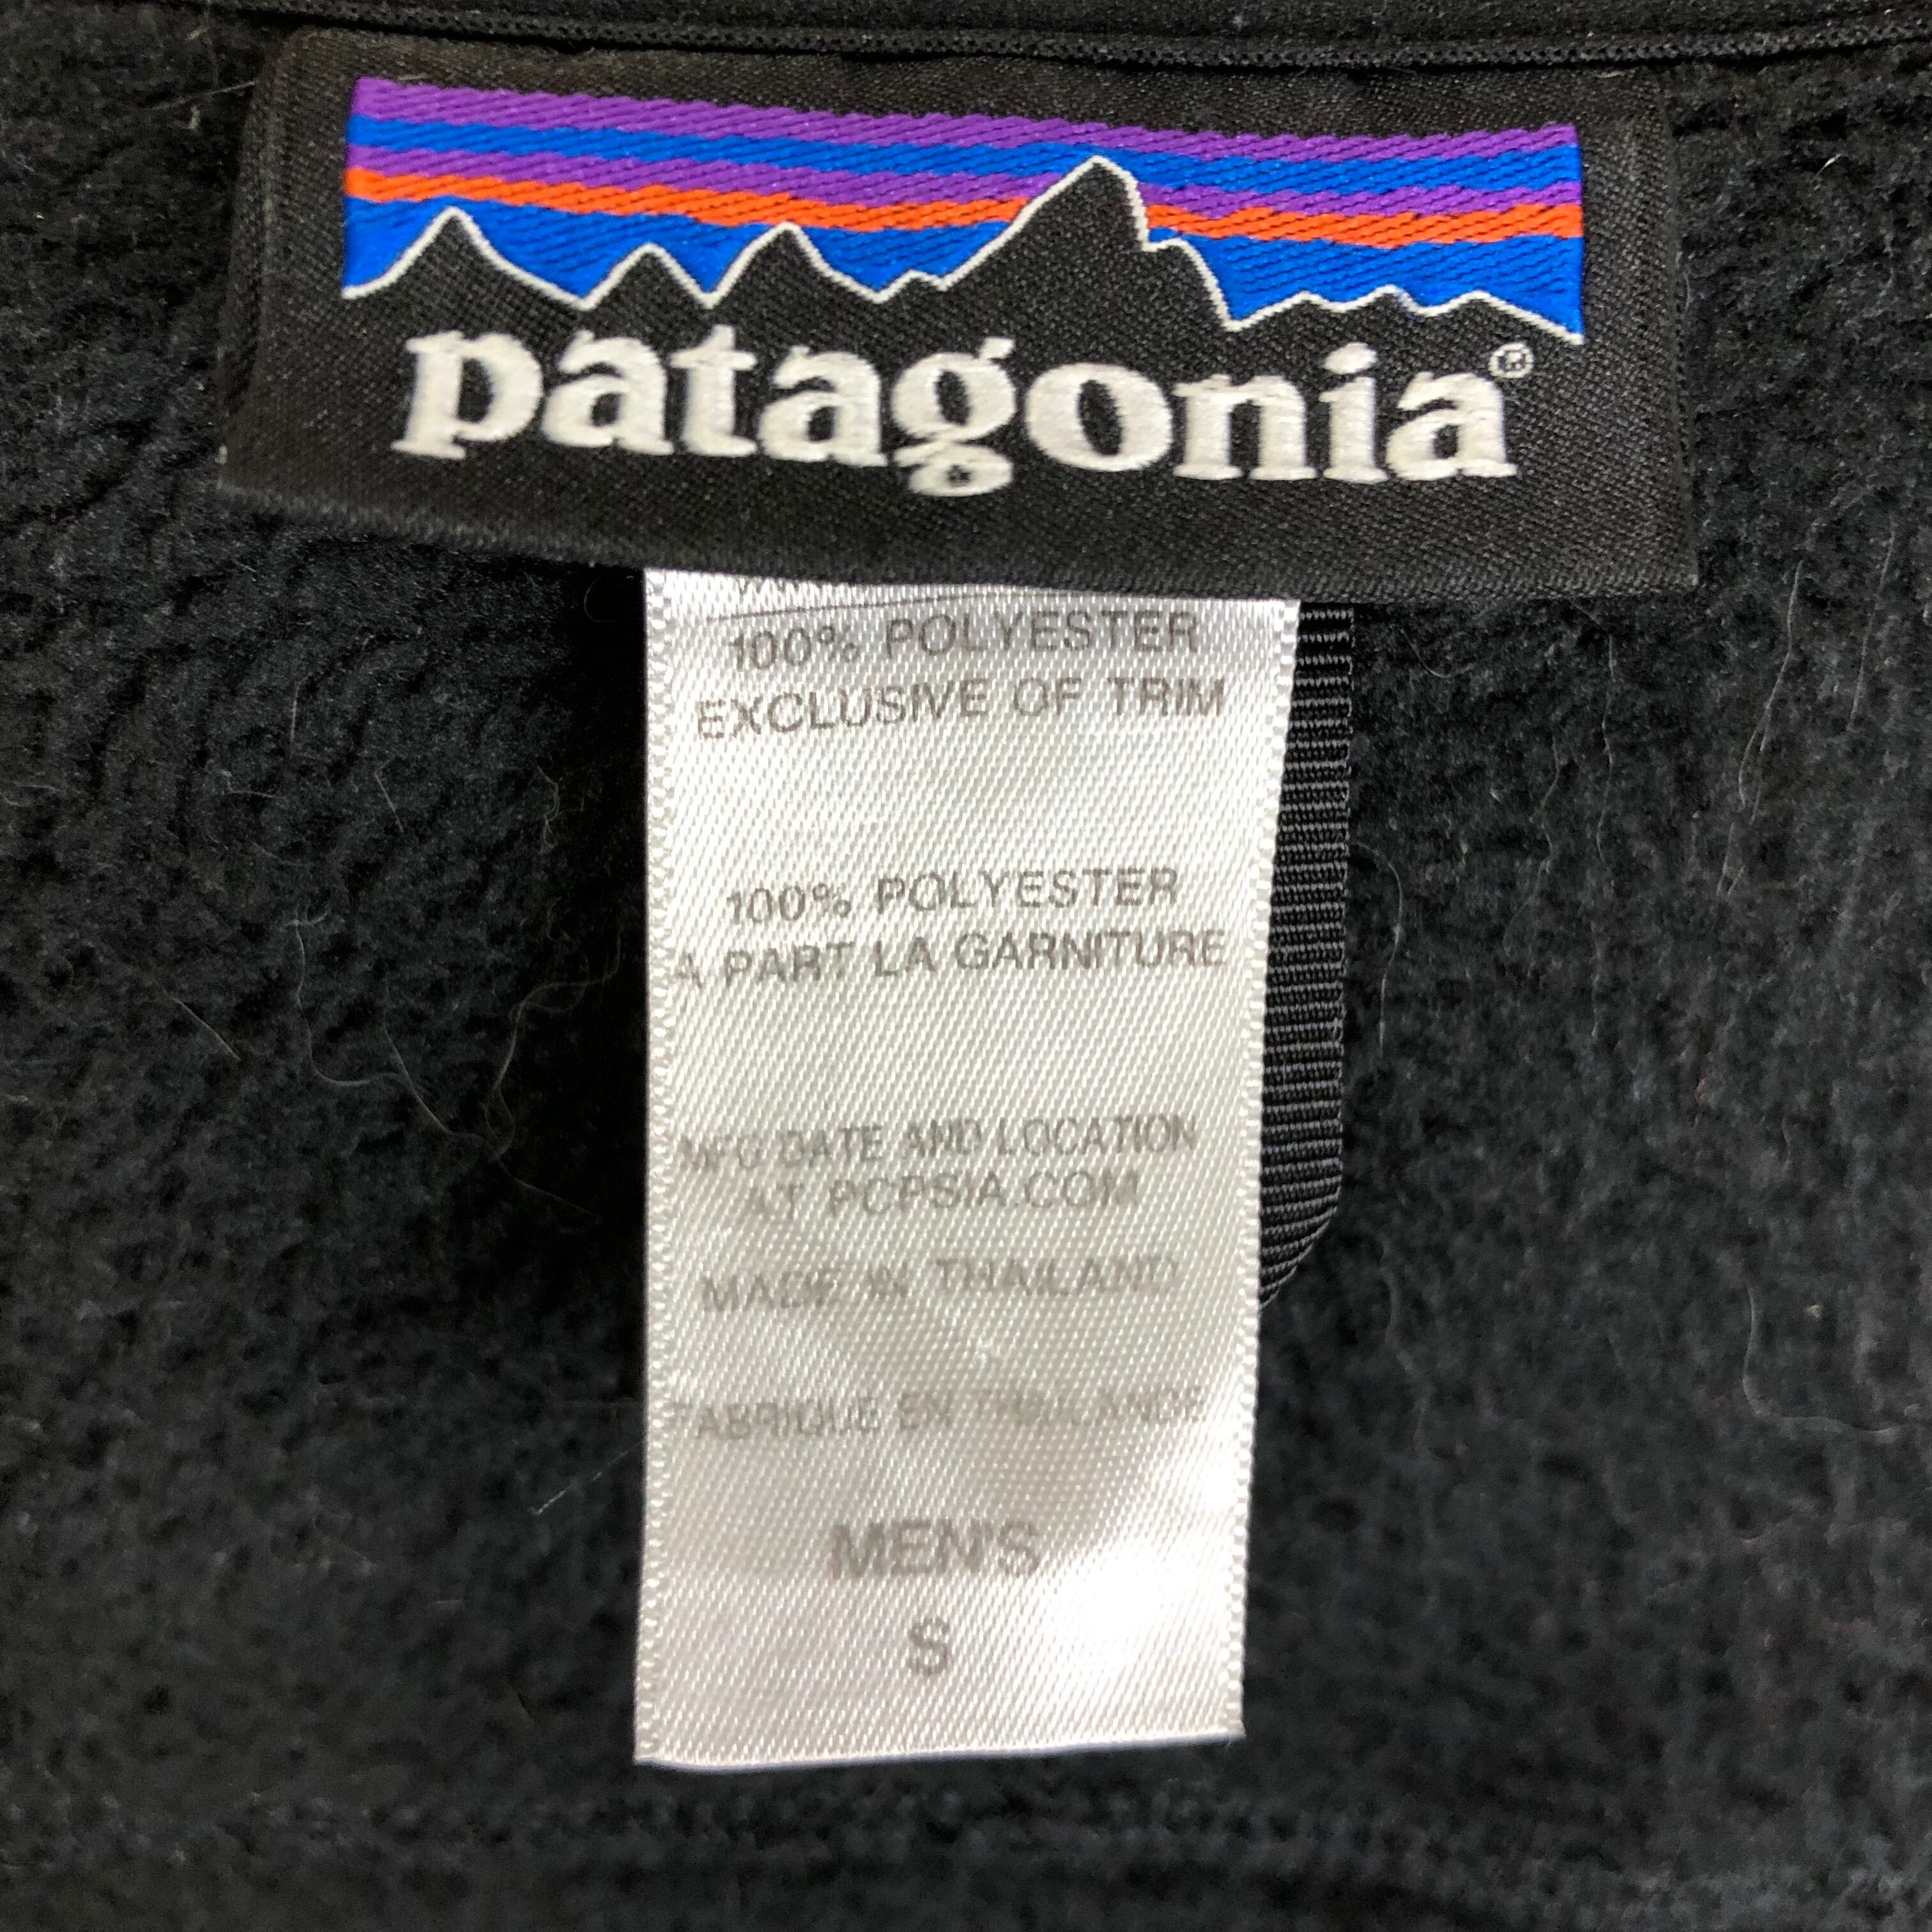 patagonia®
100% POLYESTER
EXCLUSIVE OF TRIM
100% POLYESTER
A PART LA GARNITURE
MFG DATE AND LOCATION
AT PCPSIA.COM
MADE IN THAILAND
FABRIQUE EN THAILANDE
MEN'S
S